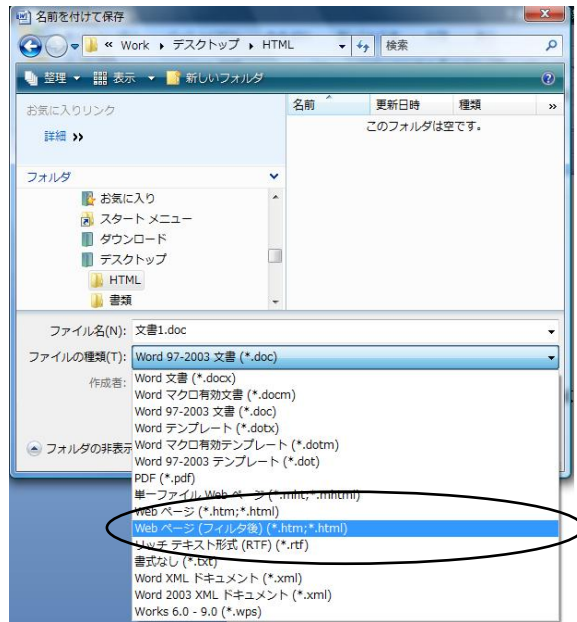 名前を付けて保存
« Work ▸ デスクトップ ▸ HTML
検索
整理 表示 新しいフォルダ
お気に入りリンク
詳細 »
名前 更新日時 種類 »
このフォルダは空です。
フォルダ
お気に入り
スタート メニュー
ダウンロード
デスクトップ
HTML
書類
ファイル名(N): 文書1.doc
ファイルの種類(T): Word 97-2003 文書 (*.doc)
作成者:
フォルダの非表示
Word 文書 (*.docx)
Word マクロ有効文書 (*.docm)
Word 97-2003 文書 (*.doc)
Word テンプレート (*.dotx)
Word マクロ有効テンプレート (*.dotm)
Word 97-2003 テンプレート (*.dot)
PDF (*.pdf)
単一ファイル Web ページ (*.mht;*.mhtml)
Web ページ (*.htm;*.html)
Web ページ (フィルタ後) (*.htm;*.html)
リッチ テキスト形式 (RTF) (*.rtf)
書式なし (*.txt)
Word XML ドキュメント (*.xml)
Word 2003 XML ドキュメント (*.xml)
Works 6.0 - 9.0 (*.wps)